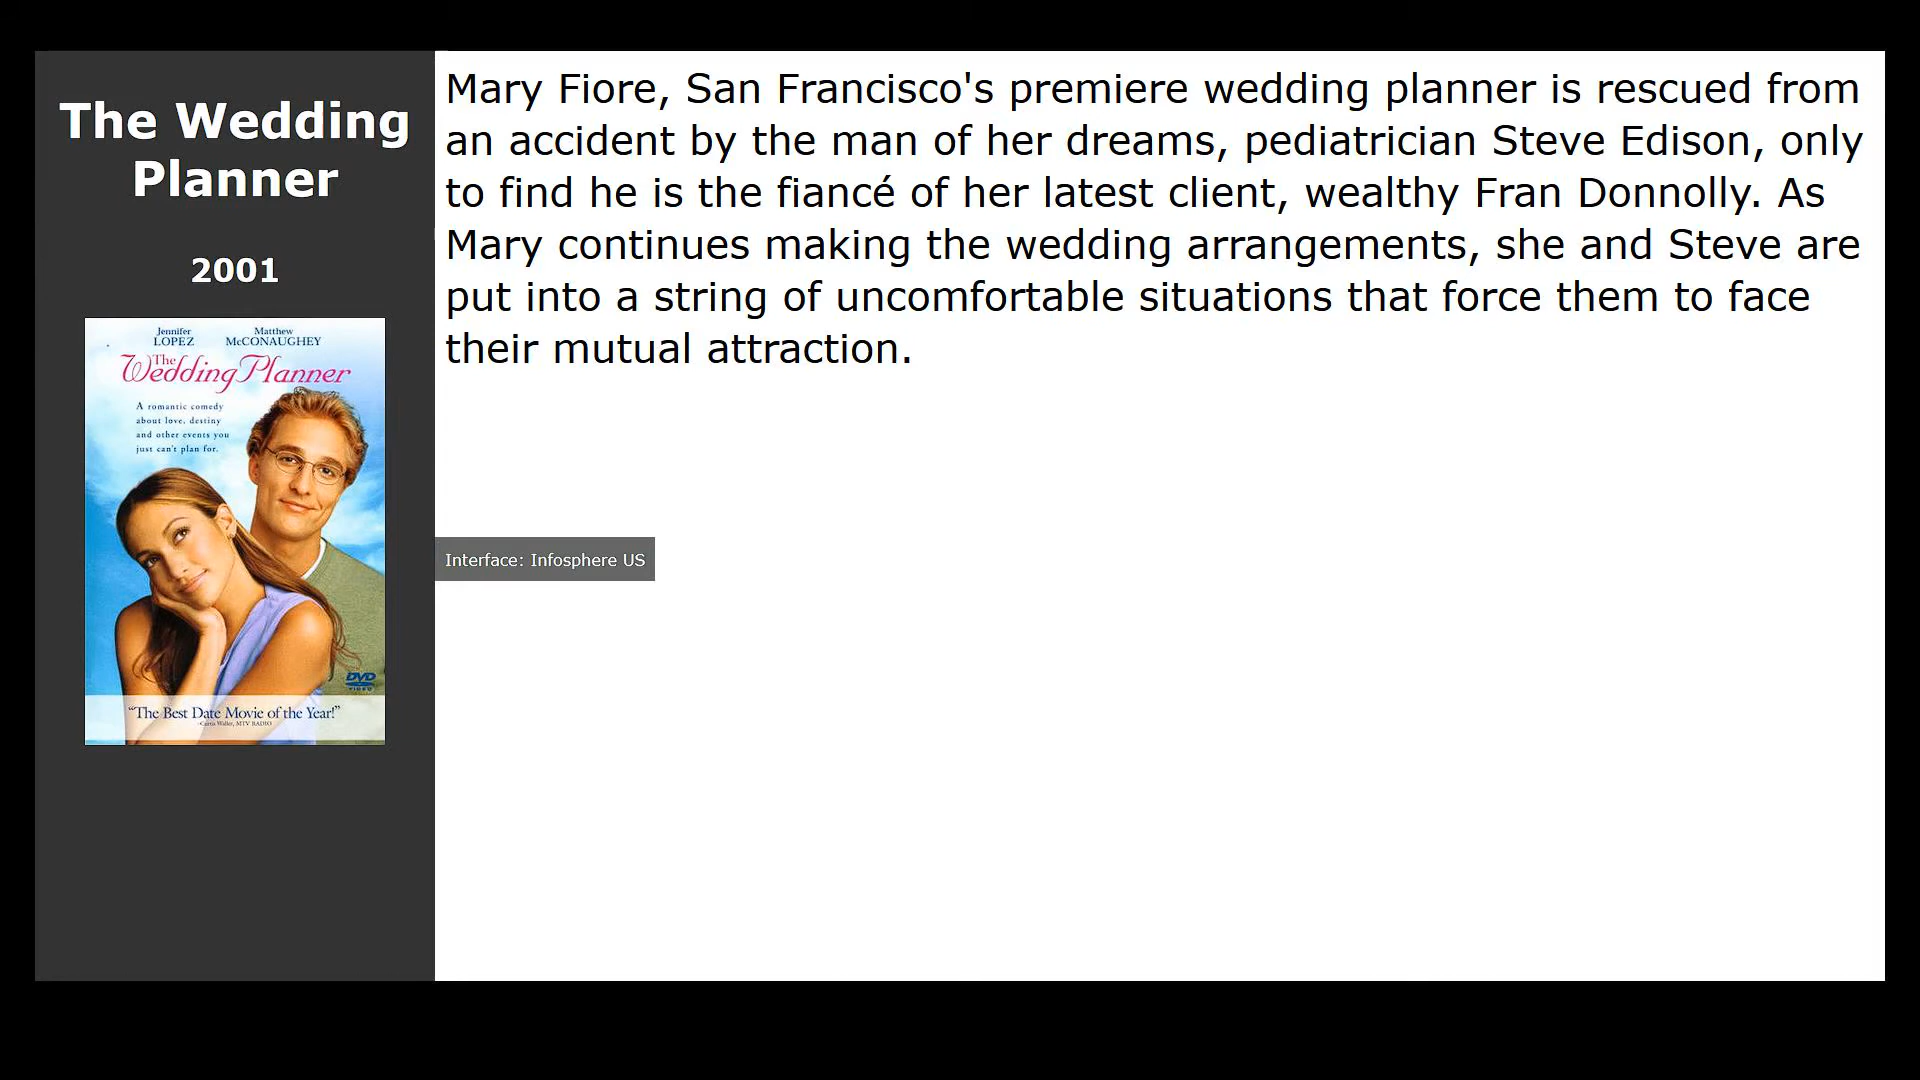 The Wedding
Planner
2001
Jennifer
LOPEZ
Matthew
McCONAUGHEY
The
Wedding Planner
A romantic comedy
about love, destiny
and other events you
just can't plan for.
DVD
VIDEO
“The Best Date Movie of the Year!”
-Curtis Waller, MTV RADIO
Mary Fiore, San Francisco's premiere wedding planner is rescued from
an accident by the man of her dreams, pediatrician Steve Edison, only
to find he is the fiancé of her latest client, wealthy Fran Donnolly. As
Mary continues making the wedding arrangements, she and Steve are
put into a string of uncomfortable situations that force them to face
their mutual attraction.
Interface: Infosphere US